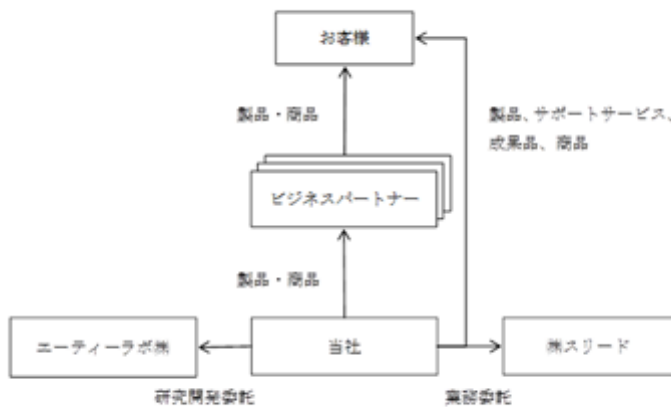 お客様
製品・商品
製品、サポートサービス、
成果品、商品
ビジネスパートナー
製品・商品
エーティーラボ㈱
当社
㈱スリード
研究開発委託
業務委託